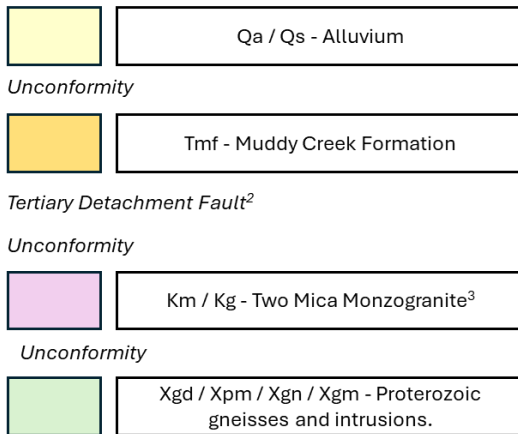 Qa / Qs - Alluvium
Unconformity
Tmf - Muddy Creek Formation
Tertiary Detachment Fault²
Unconformity
Km / Kg - Two Mica Monzogranite³
Unconformity
Xgd / Xpm / Xgn / Xgm - Proterozoic
gneisses and intrusions.